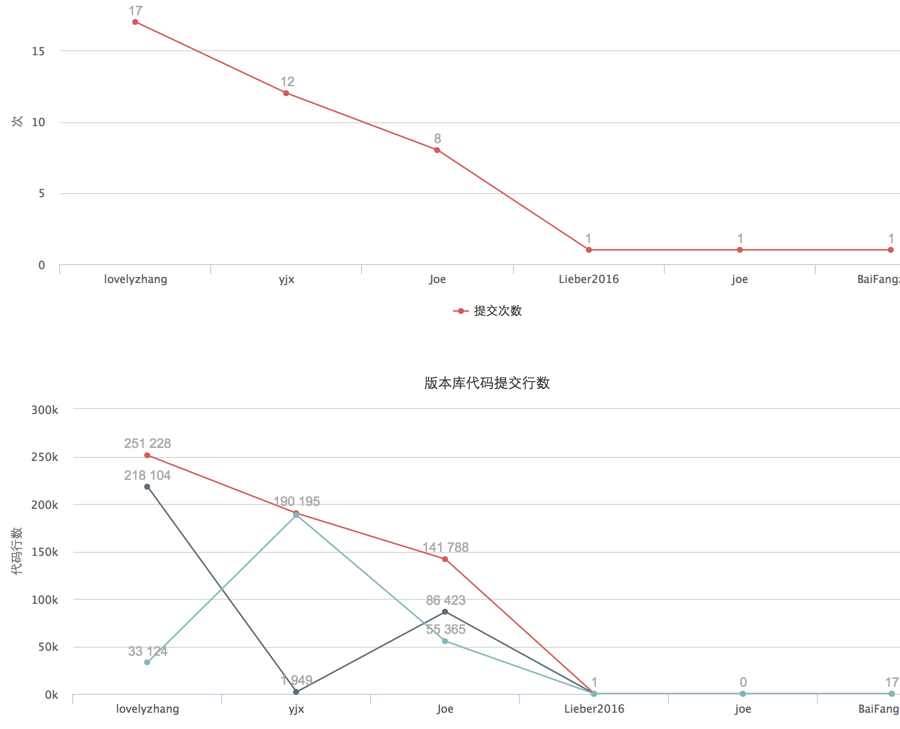 17
15
12
次
10
8
5
1
1
1
0
lovelyzhang
yjx
Joe
Lieber2016
joe
BaiFang
提交次数
版本库代码提交行数
300k
251 228
250k
218 104
200k
190 195
代码行数
150k
141 788
100k
86 423
55 365
50k
33 124
1 949
1
0
17
0k
lovelyzhang
yjx
Joe
Lieber2016
joe
BaiFang